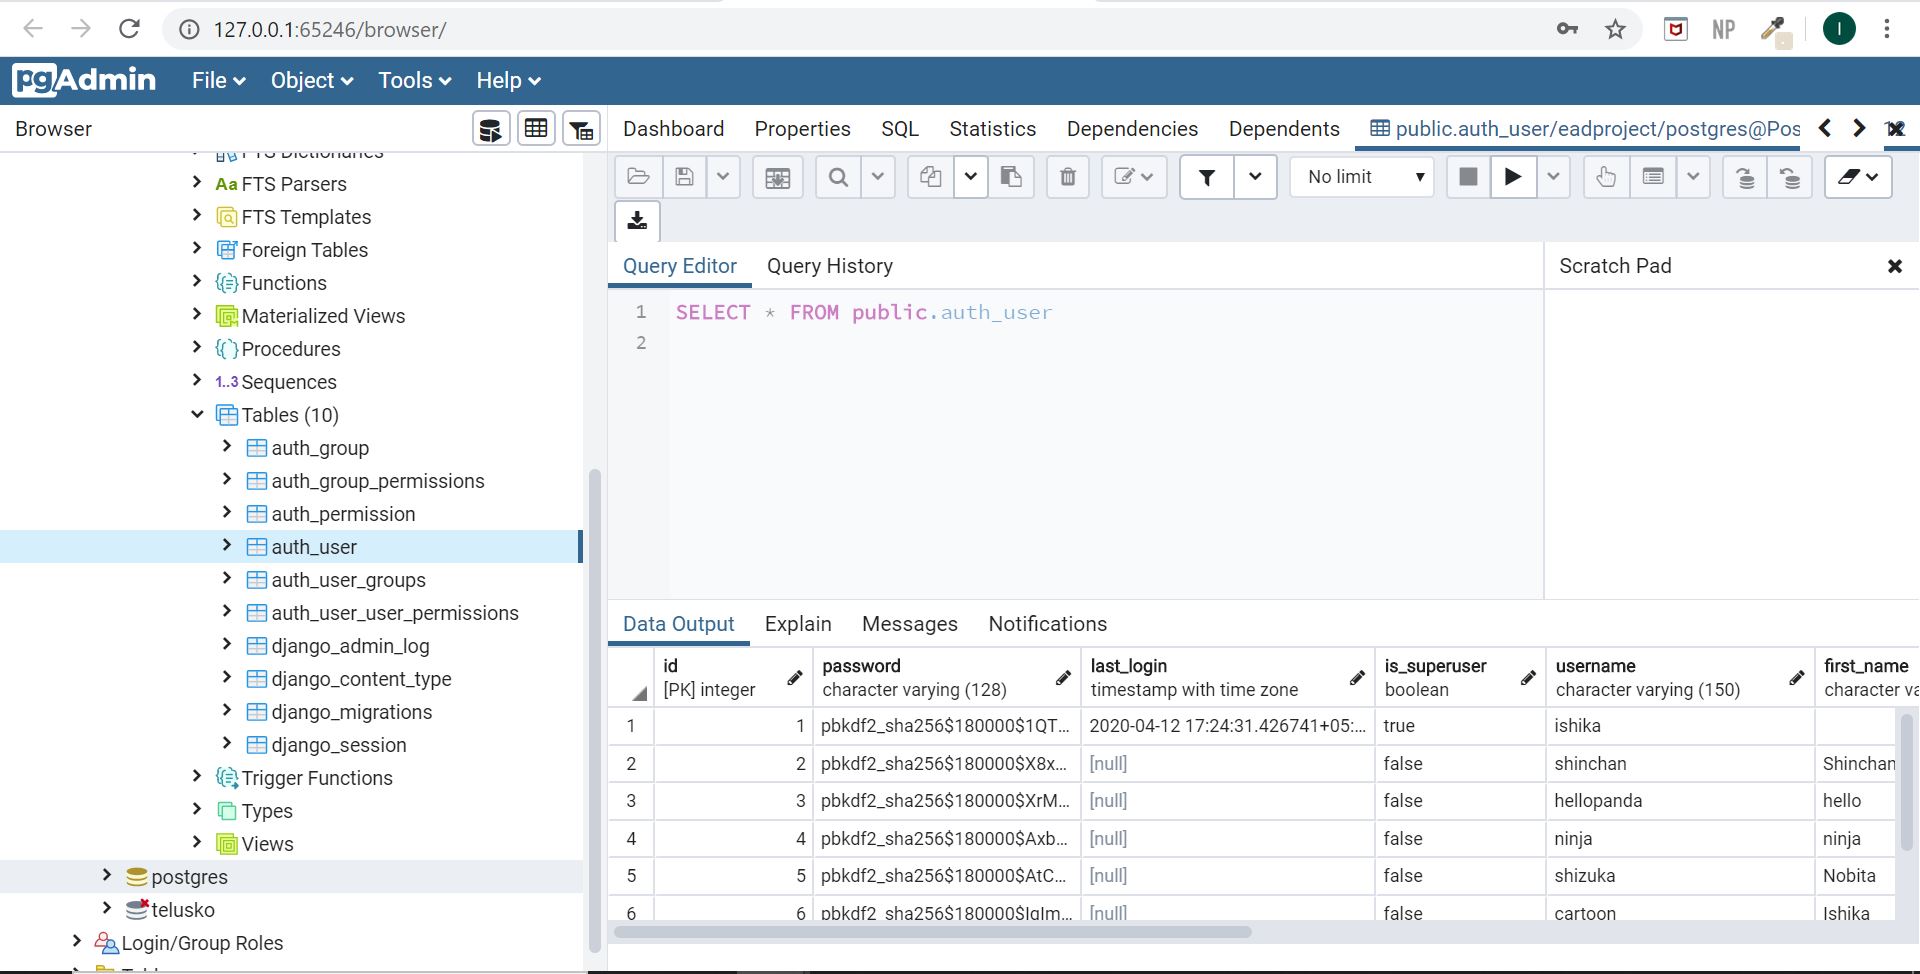 127.0.0.1:65246/browser/
NP
I
pgAdmin File Object Tools Help
Browser
Dashboard Properties SQL Statistics Dependencies Dependents public.auth_user/eadproject/postgres@Pos
FTS Dictionaries
Aa FTS Parsers
FTS Templates
Foreign Tables
{} Functions
Materialized Views
{} Procedures
1..3 Sequences
Tables (10)
auth_group
auth_group_permissions
auth_permission
auth_user
auth_user_groups
auth_user_user_permissions
django_admin_log
django_content_type
django_migrations
django_session
Trigger Functions
Types
Views
postgres
telusko
Login/Group Roles
No limit
Query Editor Query History
Scratch Pad
1 SELECT * FROM public.auth_user
2
Data Output Explain Messages Notifications
id password last_login is_superuser username first_name
[PK] integer character varying (128) timestamp with time zone boolean character varying (150) character va
1 1 pbkdf2_sha256$180000$1QT... 2020-04-12 17:24:31.426741+05:... true ishika
2 2 pbkdf2_sha256$180000$X8x... [null] false shinchan Shinchan
3 3 pbkdf2_sha256$180000$XrM... [null] false hellopanda hello
4 4 pbkdf2_sha256$180000$Axb... [null] false ninja ninja
5 5 pbkdf2_sha256$180000$AtC... [null] false shizuka Nobita
6 6 pbkdf2_sha256$180000$IqIm... [null] false cartoon Ishika